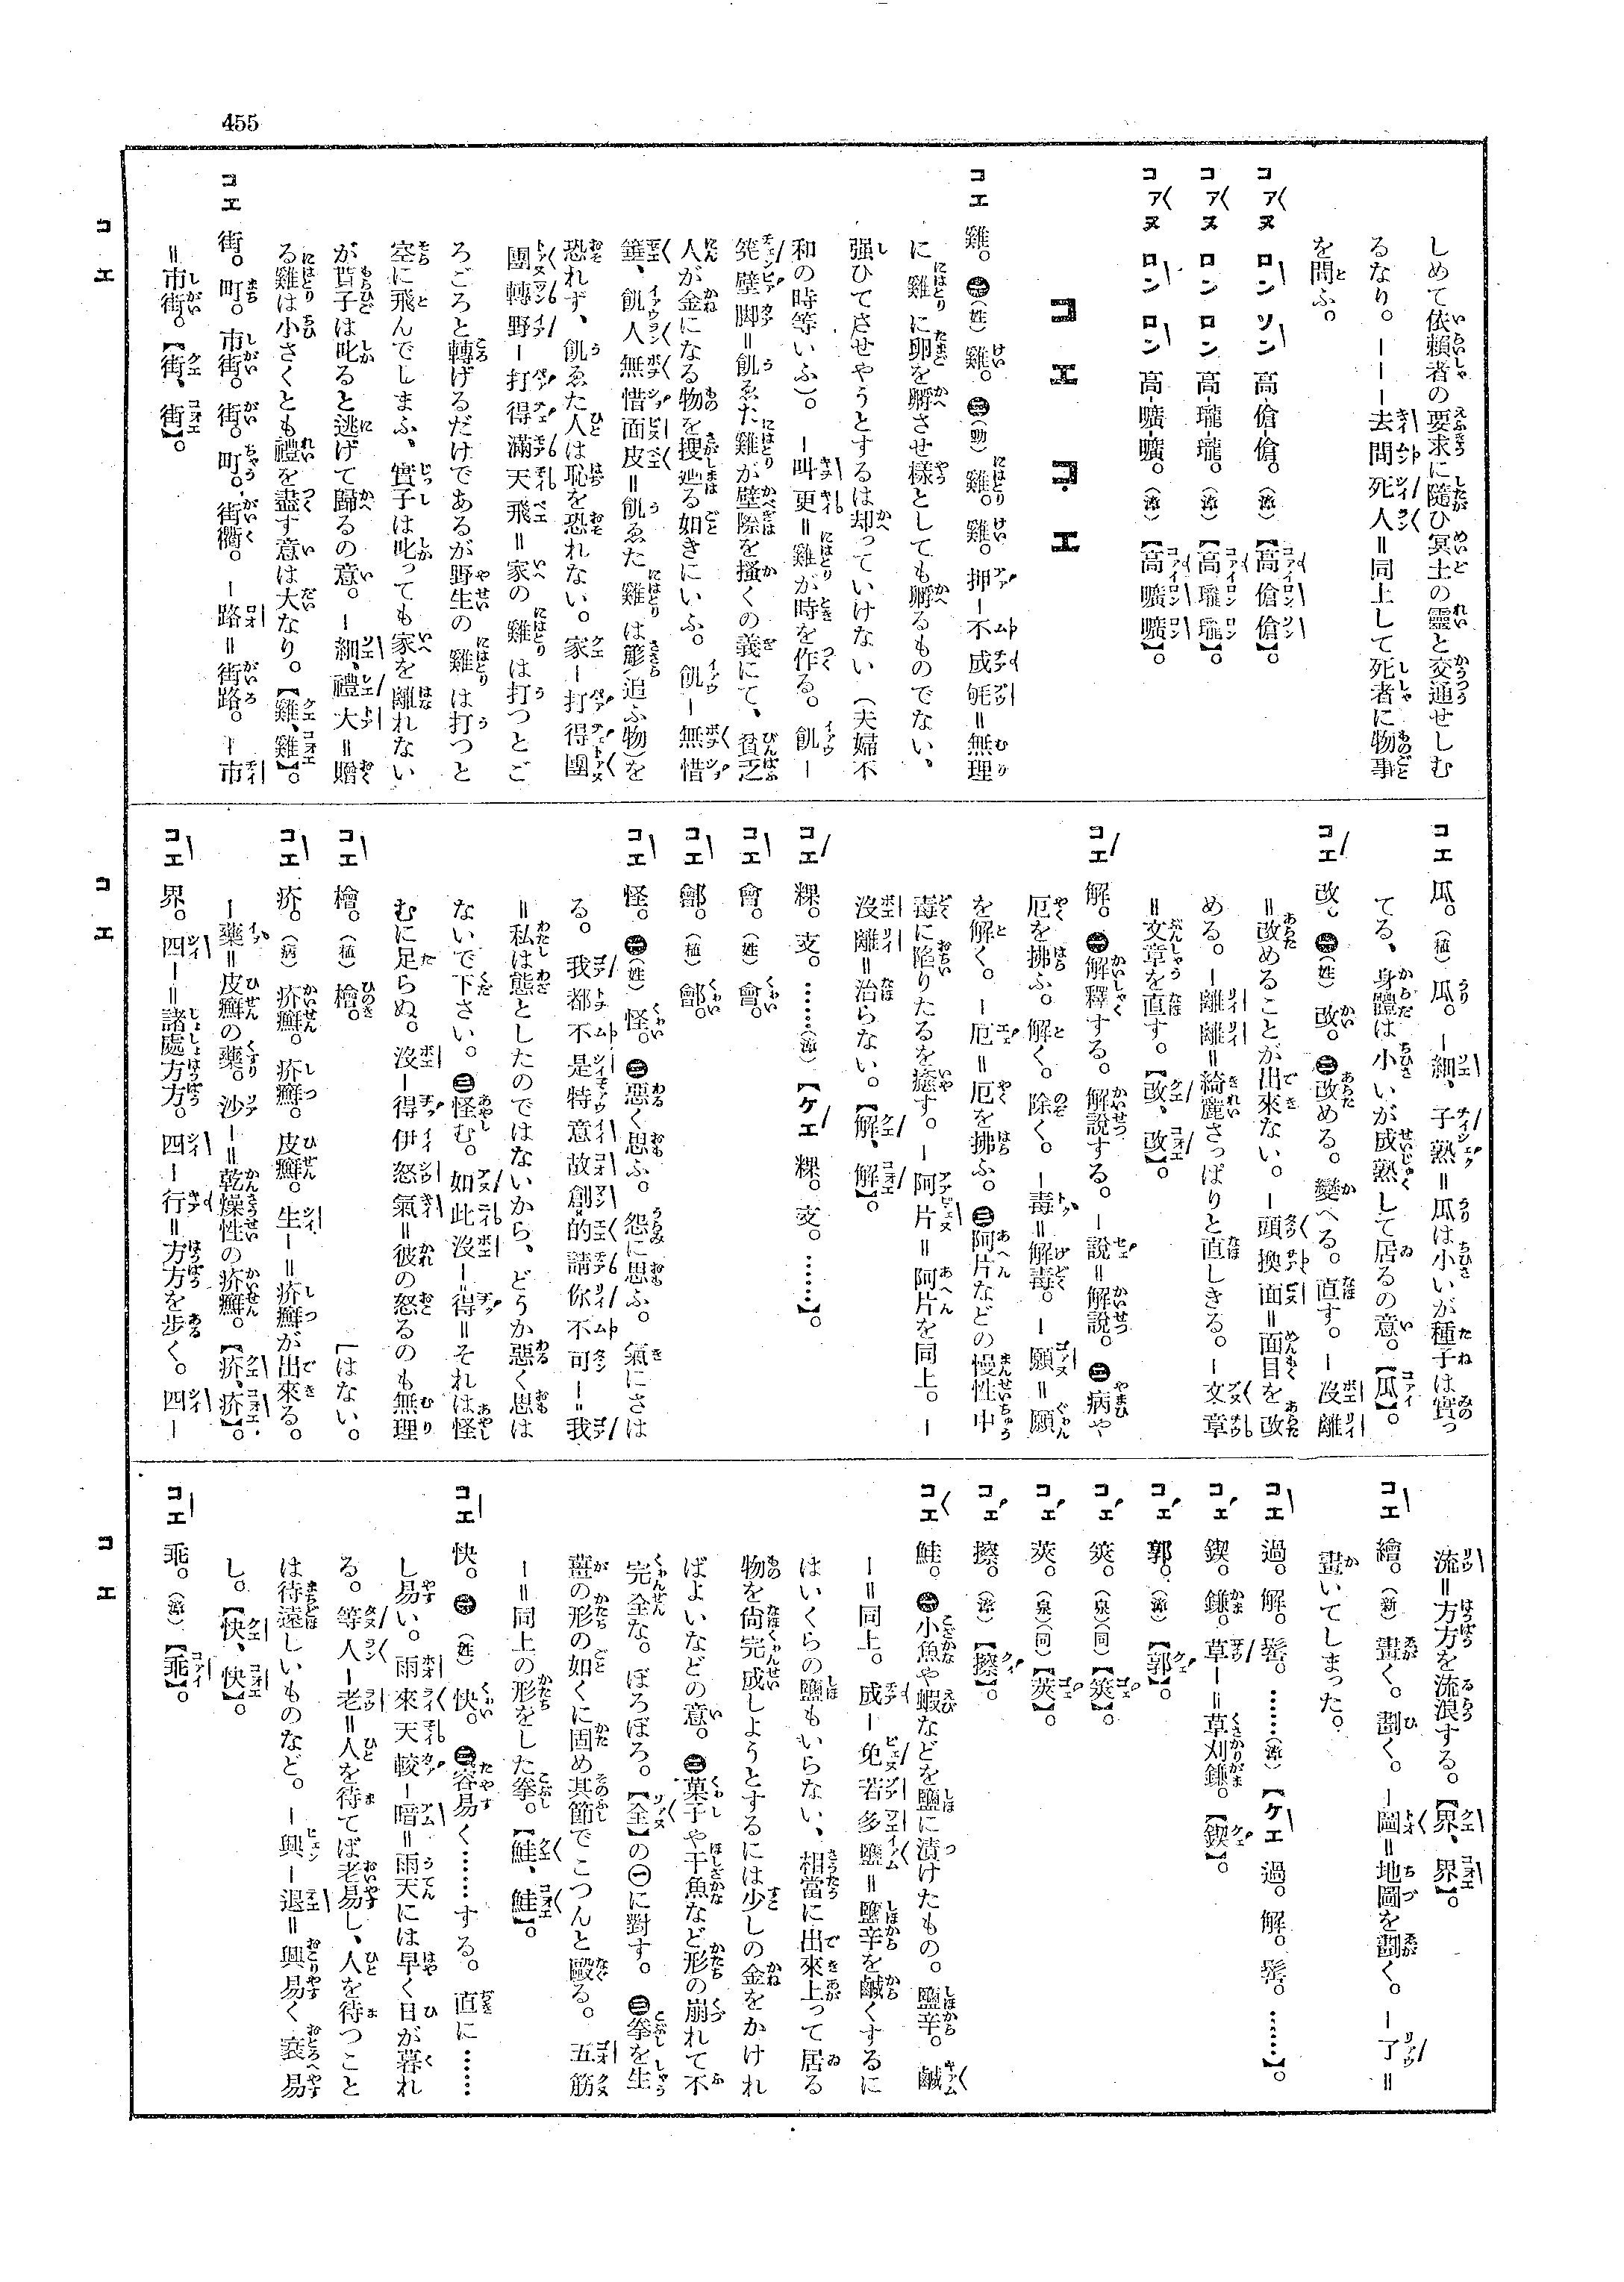 455
しめて依賴者の要求に隨ひ冥土の靈と交通せしむ
るなり。ーーー去問死人＝同上して死者に物事
を問ふ。
コァヌ ロン ソン 高-傖-傖。（漳）【高傖傖】。
コァヌ ロン ロン 高-瓏-瓏。（漳）【高瓏瓏】。
コァヌ ロン ロン 高-曠-曠。（漳）【高曠曠】。
コエ コ・エ
コエ 雞。㊀（姓）雞。㊁（動）雞。雞。押ー不成＝無理
に雞に卵を孵させ樣としても孵るものでない、
强ひてさせやうとするは却っていけない（夫婦不
和の時等いふ）。ー叫更＝雞が時を作る。飢ー
壁脚＝飢ゑた雞が壁際を搔くの義にて、貧乏
人が金になる物を搜𢌞る如きにいふ。飢ー無惜
箠、飢人無惜面皮＝飢ゑた雞は箠（追ふ物）を
恐れず、飢ゑた人は恥を恐れない。家ー打得團
團轉野ー打得滿天飛＝家の雞は打つとご
ろごろと轉げるだけであるが野生の雞は打つと
空に飛んでしまふ、實子は叱っても家を離れない
が貰子は叱ると逃げて歸るの意。ー細、禮大＝贈
る雞は小さくとも禮を盡す意は大なり。【雞、雞】。
コエ 街。町。市街。街。町。街衢。ー路＝街路。ー市
＝市街。【街、街】。
コエ 瓜。（植）瓜。ー細、子熟＝瓜は小いが種子は實っ
てる、身體は小いが成熟して居るの意。【瓜】。
コエ 改。㊀（姓）改。㊁改める。變へる。直す。ー沒離
＝改めることが出來ない。ー頭換面＝面目を改
める。ー離離＝綺麗さっぱりと直しきる。ー文章
＝文章を直す。【改、改】。
コエ 解。㊀解釋する。解說する。ー說＝解說。㊁病や
厄を拂ふ。解く。除く。ー毒＝解毒。ー願＝願
を解く。ー厄＝厄を拂ふ。㊂阿片などの慢性中
毒に陷りたるを癒す。ー阿片＝阿片を同上。ー
沒離＝治らない。【解、解】。
コエ 粿。支。……（漳）【ケエ 粿。支。……】。
コエ 會。（姓）會。
コエ 鄶。（植）鄶。
コエ 怪。㊀（姓）怪。㊁惡く思ふ。怨に思ふ。氣にさは
る。我都不是特意故創的請你不可ー＝我
＝私は態としたのではないから、どうか惡く思は
ないで下さい。㊂怪む。如此沒ー得＝それは怪
むに足らぬ。沒ー得伊怒氣＝彼の怒るのも無理
コエ 檜。（植）檜。 【はない。
コエ 疥。（病）疥癬。疥癬。皮癬。生ー＝疥癬が出來る。
ー藥＝皮癬の藥。沙ー＝乾燥性の疥癬。【疥、疥】。
コエ 界。四ー＝諸處方方。四ー行＝方方を步く。四ー
流＝方方を流浪する。【界、界】。
コエ 繪。（新）畫く。劃く。ー圖＝地圖を劃く。ー了＝
畫いてしまった。
コエ 過。解。髻。……（漳）【ケエ 過。解。髻。……】。
コエ 鍥。鎌。草ー＝草刈鎌。【鍥】。
コエ 郭。（漳）【郭】。
コエ 筴。（泉）（同）【筴】。
コエ 莢。（泉）（同）【莢】。
コエ 擦。（漳）【擦】。
コエ 鮭。㊀小魚や蝦などを鹽に漬けたもの。鹽辛。鹹
ー＝同上。成ー免若多鹽＝鹽辛を鹹くするに
はいくらの鹽もいらない、相當に出來上って居る
物を尙完成しようとするには少しの金をかけれ
ばよいなどの意。㊁菓子や干魚など形の崩れて不
完全な。ぼろぼろ。【全】の㊀に對す。㊂拳を生
薑の形の如くに固め其節でこつんと毆る。五筋
ー＝同上の形をした拳。【鮭、鮭】。
コエ 快。㊀（姓）快。㊁容易く……する。直に……
し易い。雨來天較ー暗＝雨天には早く日が暮れ
る。等人ー老＝人を待てば老易し、人を待つこと
は待遠しいものなど。ー興ー退＝興易く衰易
し。【快、快】。
コエ 乖。（漳）【乖】。
コエ
コエ
コエ